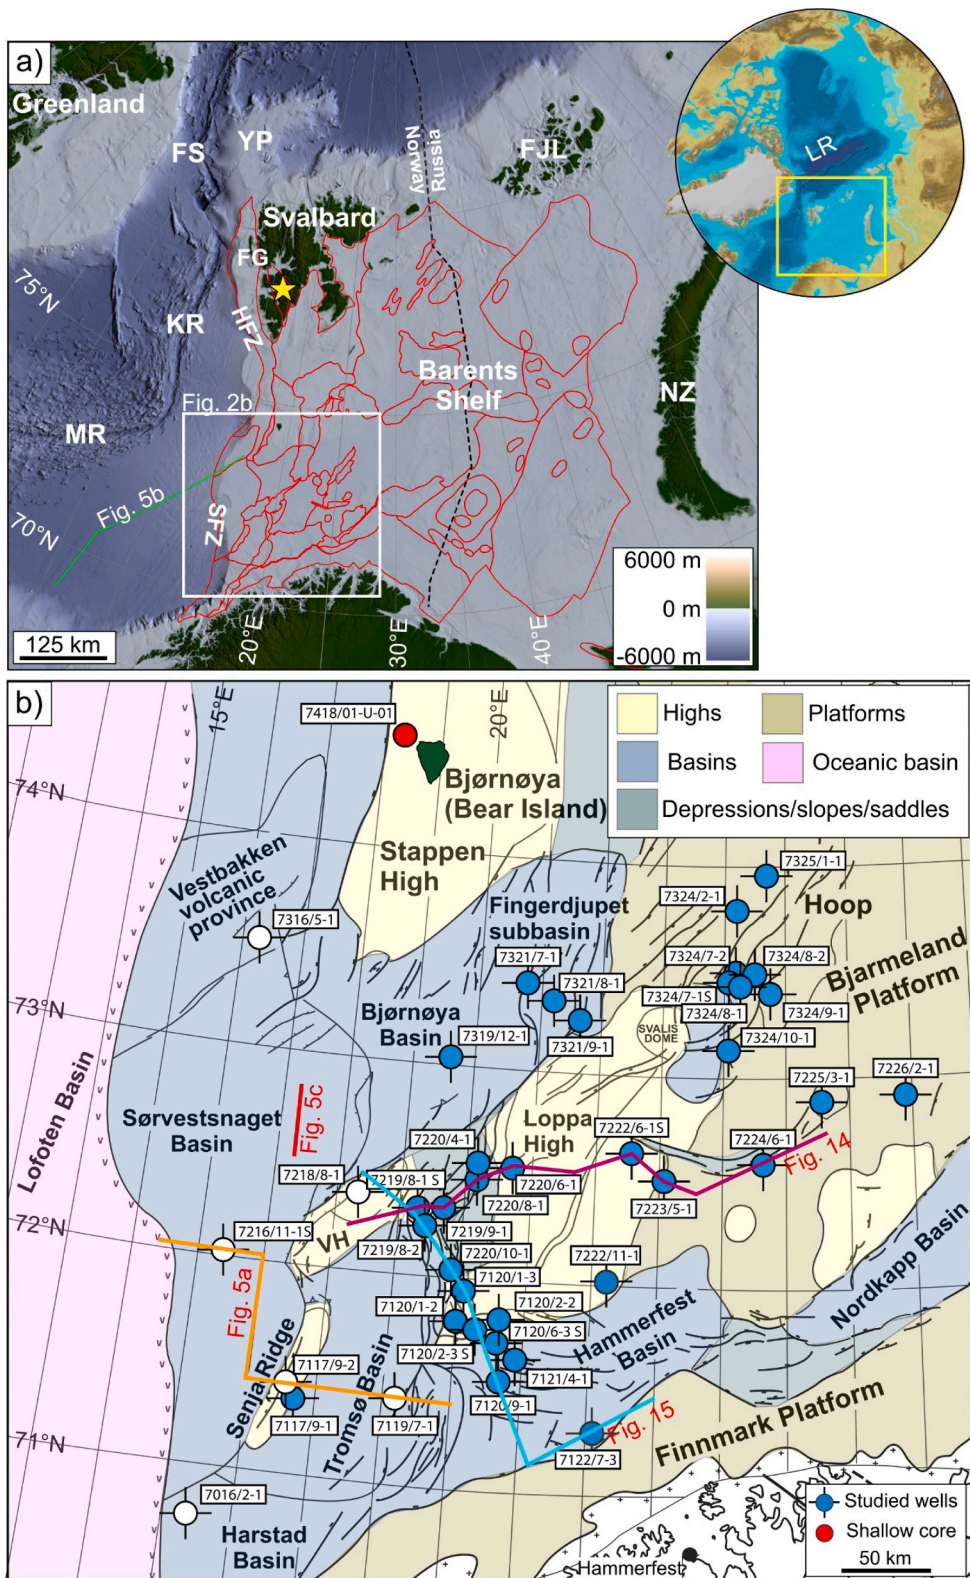 a)
Greenland
FS
YP
Norway
Russia
FJL
LR
Svalbard
FG
75°N
KR
HFZ
Barents
Shelf
NZ
Fig. 2b
MR
Fig. 5b
SFZ
70°N
6000 m
0 m
-6000 m
125 km
20°E
30°E
40°E
b)
15°E
7418/01-U-01
20°E
Highs
Platforms
Basins
Oceanic basin
Depressions/slopes/saddles
74°N
Bjørnøya
(Bear Island)
Stappen
High
Vestbakken
volcanic
province
7316/5-1
Fingerdjupet
subbasin
7325/1-1
7324/2-1
Hoop
7321/7-1
7321/8-1
7324/7-2
7324/8-2
Bjarmeland
Platform
7324/7-1S
7324/8-1
7324/9-1
73°N
Bjørnøya
Basin
7319/12-1
7321/9-1
SVALIS
DOME
7324/10-1
7225/3-1
7226/2-1
Lofoten Basin
Sørvestsnaget
Basin
Fig. 5c
Loppa
High
7220/4-1
7222/6-1S
7224/6-1
Fig. 14
7218/8-1
7219/8-1 S
7220/6-1
7220/8-1
7223/5-1
72°N
7216/11-1S
VH
7219/9-1
7219/8-2
7220/10-1
7222/11-1
7120/1-3
Fig. 5a
7120/1-2
7120/2-2
7120/6-3 S
7120/2-3 S
Hammerfest
Basin
Nordkapp Basin
Senja Ridge
7117/9-2
Tromsø Basin
7121/4-1
7120/9-1
7117/9-1
7119/7-1
Fig. 15
Finnmark Platform
71°N
7122/7-3
7016/2-1
Harstad
Basin
Hammerfest
Studied wells
Shallow core
50 km